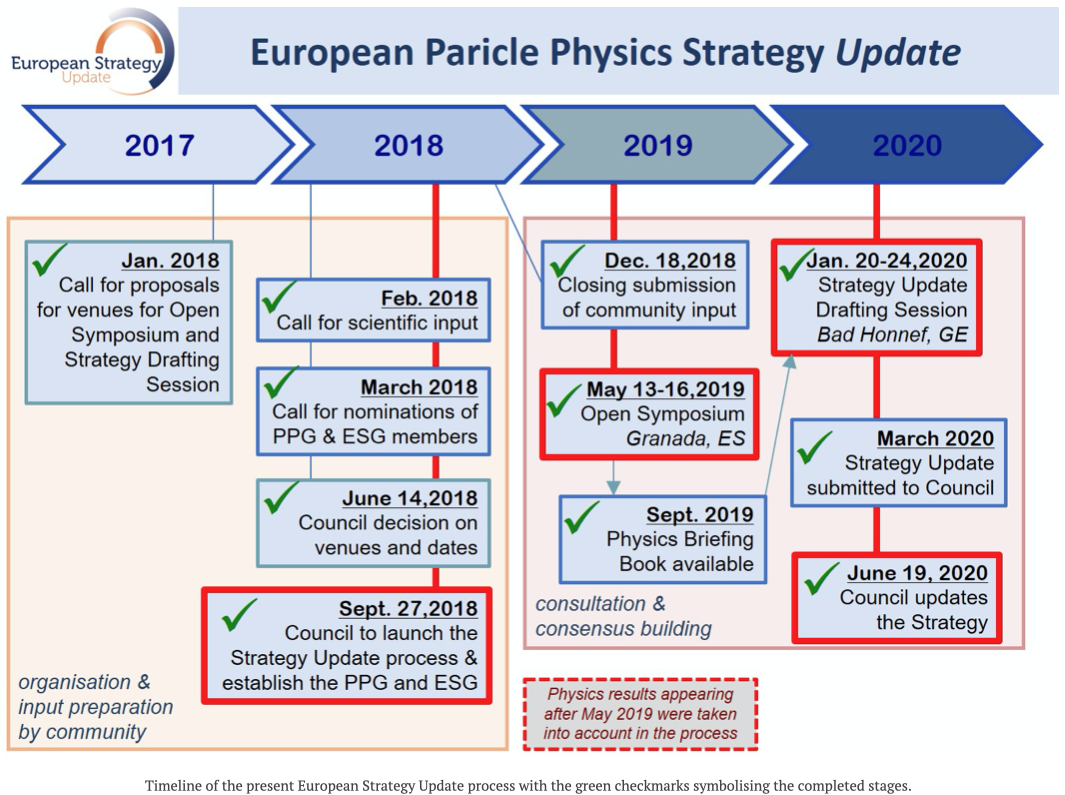 European Strategy
Update
European Paricle Physics Strategy Update
2017
2018
2019
2020
Jan. 2018
Call for proposals
for venues for Open
Symposium and
Strategy Drafting
Session
Feb. 2018
Call for scientific input
March 2018
Call for nominations of
PPG & ESG members
June 14,2018
Council decision on
venues and dates
Sept. 27,2018
Council to launch the
Strategy Update process &
establish the PPG and ESG
organisation &
input preparation
by community
Dec. 18,2018
Closing submission
of community input
May 13-16,2019
Open Symposium
Granada, ES
Sept. 2019
Physics Briefing
Book available
consultation &
consensus building
Jan. 20-24,2020
Strategy Update
Drafting Session
Bad Honnef, GE
March 2020
Strategy Update
submitted to Council
June 19, 2020
Council updates
the Strategy
Physics results appearing
after May 2019 were taken
into account in the process
Timeline of the present European Strategy Update process with the green checkmarks symbolising the completed stages.